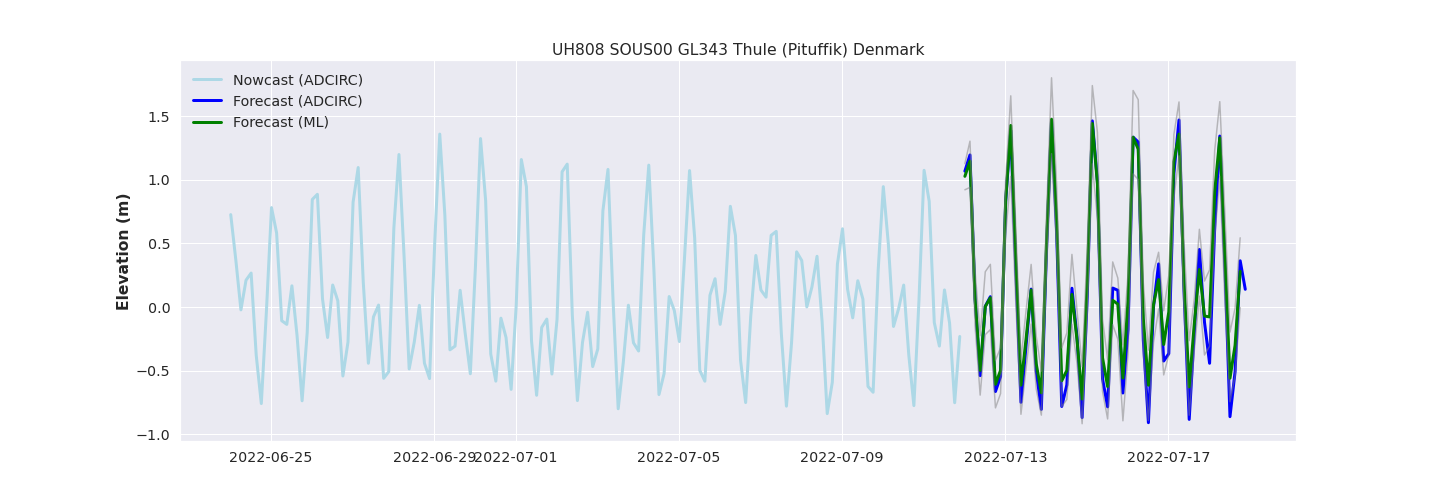 UH808 SOUS00 GL343 Thule (Pituffik) Denmark
Nowcast (ADCIRC)
Forecast (ADCIRC)
Forecast (ML)
Elevation (m)
1.5
1.0
0.5
0.0
−0.5
−1.0
2022-06-25 2022-06-29 2022-07-01 2022-07-05 2022-07-09 2022-07-13 2022-07-17